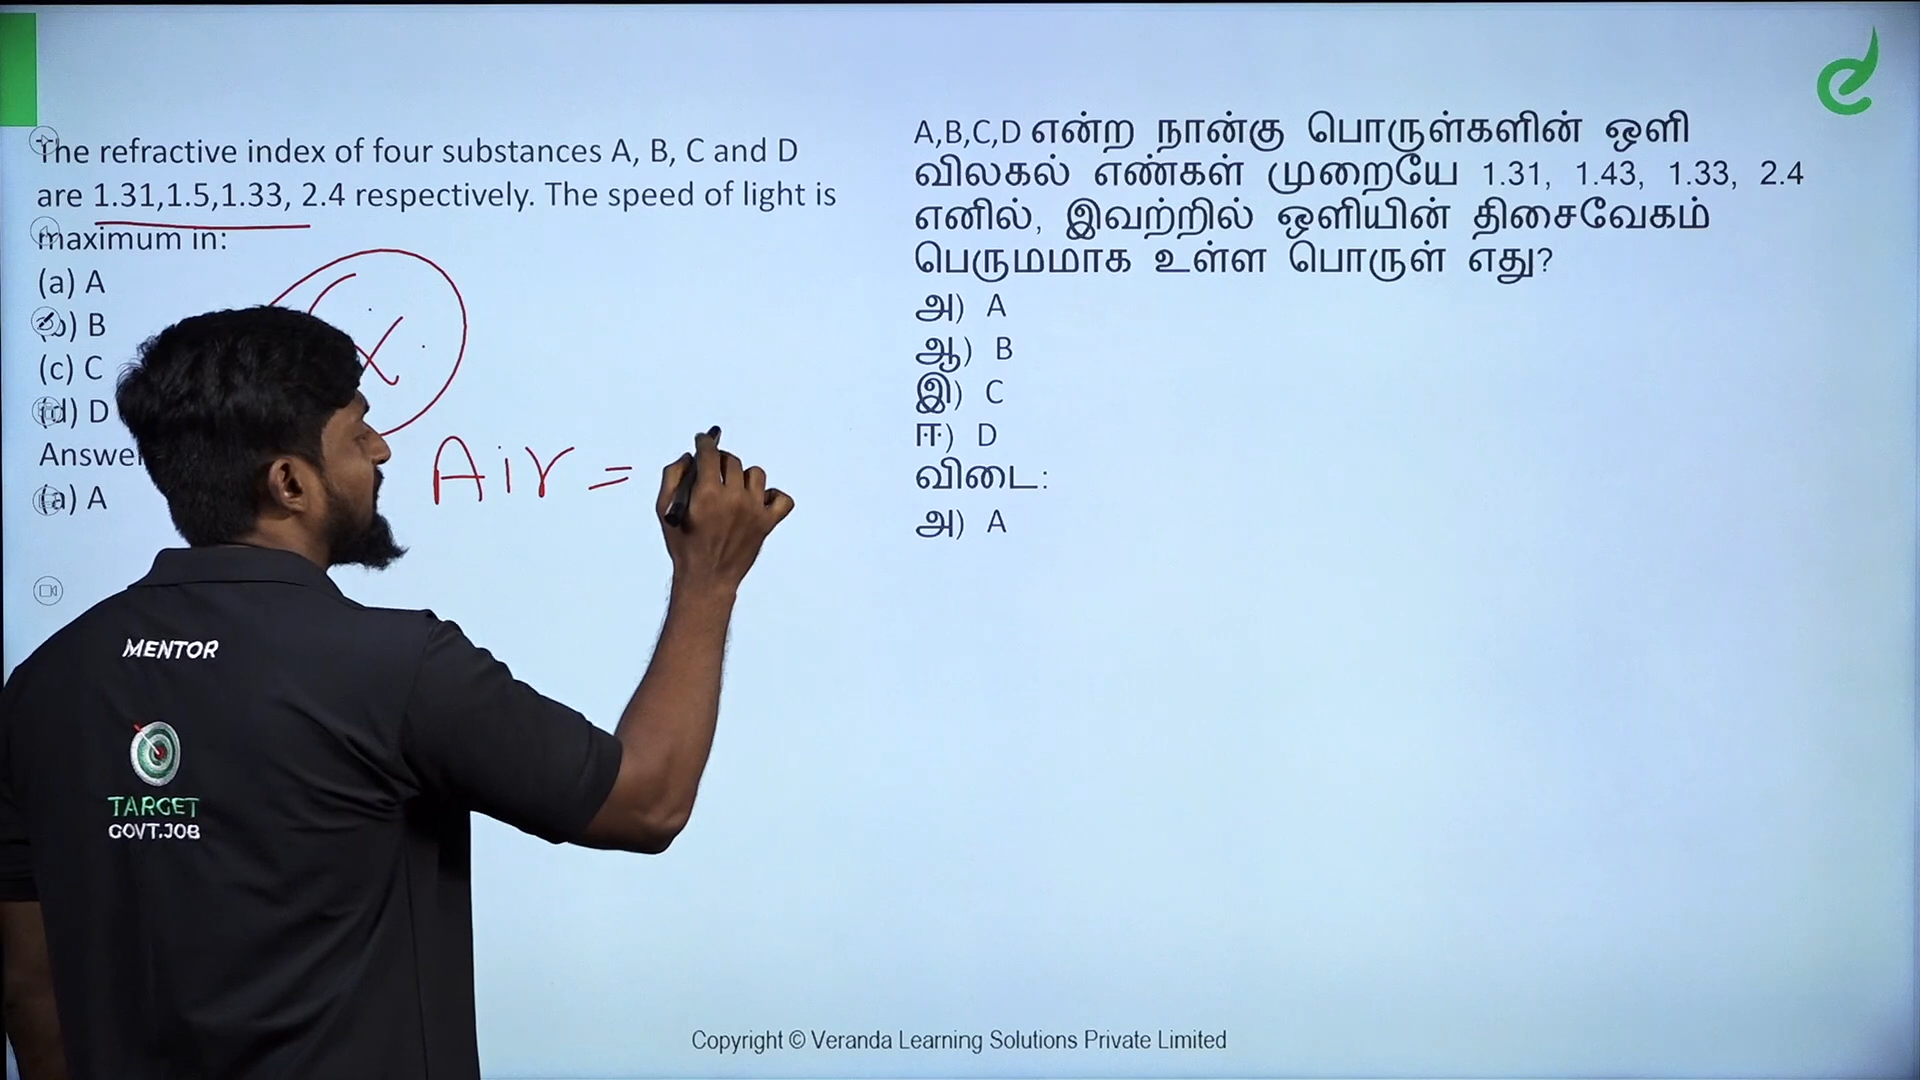 The refractive index of four substances A, B, C and D
are 1.31,1.5,1.33, 2.4 respectively. The speed of light is
maximum in:
(a) A
(b) B
(c) C
(d) D
(a) A
A,B,C,D என்ற நான்கு பொருள்களின் ஒளி
விலகல் எண்கள் முறையே 1.31, 1.43, 1.33, 2.4
எனில், இவற்றில் ஒளியின் திசைவேகம்
பெருமமாக உள்ள பொருள் எது?
அ) A
ஆ) B
இ) C
ஈ) D
விடை:
அ) A
Air =
MENTOR
TARGET
GOVT.JOB
Copyright © Veranda Learning Solutions Private Limited